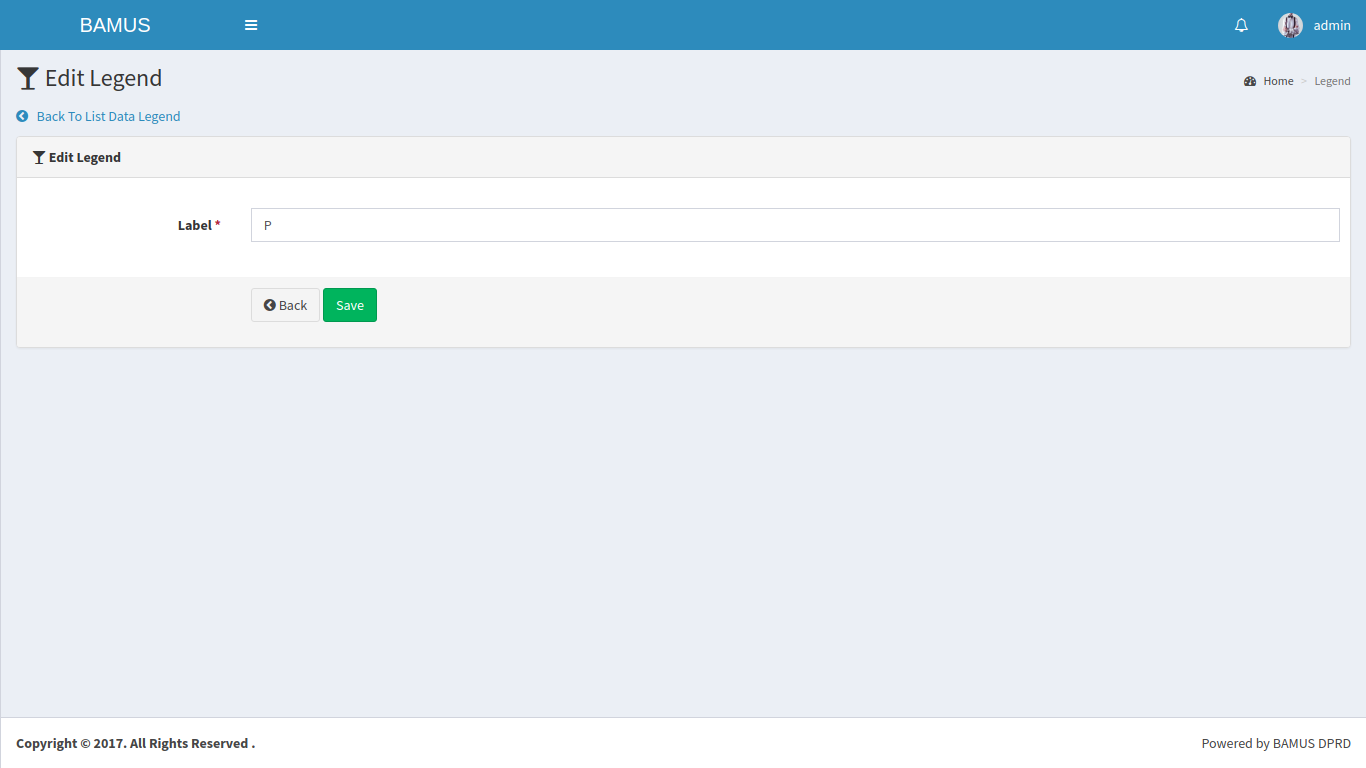 BAMUS
admin
Edit Legend
Home > Legend
Back To List Data Legend
Edit Legend
Label *
P
Back
Save
Copyright © 2017. All Rights Reserved .
Powered by BAMUS DPRD